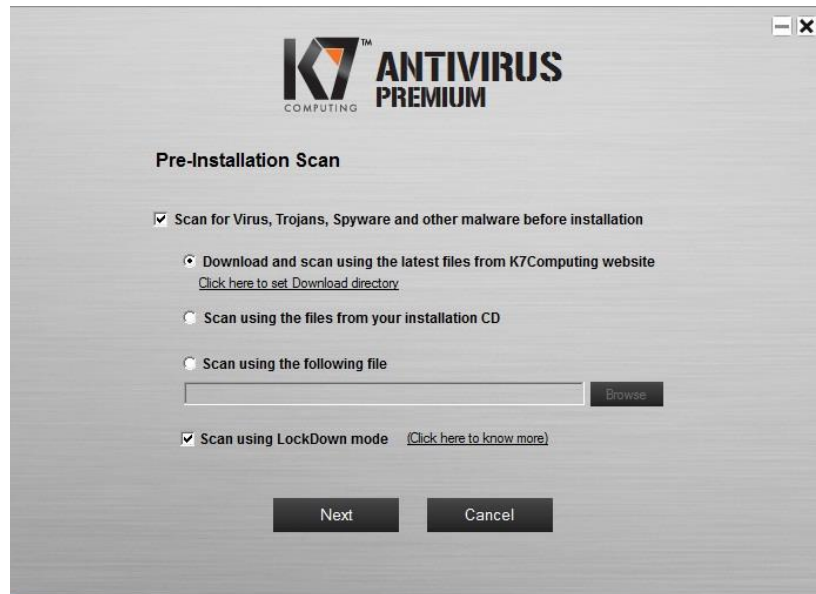 K7™ ANTIVIRUS
COMPUTING PREMIUM
Pre-Installation Scan
Scan for Virus, Trojans, Spyware and other malware before installation
Download and scan using the latest files from K7Computing website
Click here to set Download directory
Scan using the files from your installation CD
Scan using the following file
Browse
Scan using LockDown mode (Click here to know more)
Next Cancel